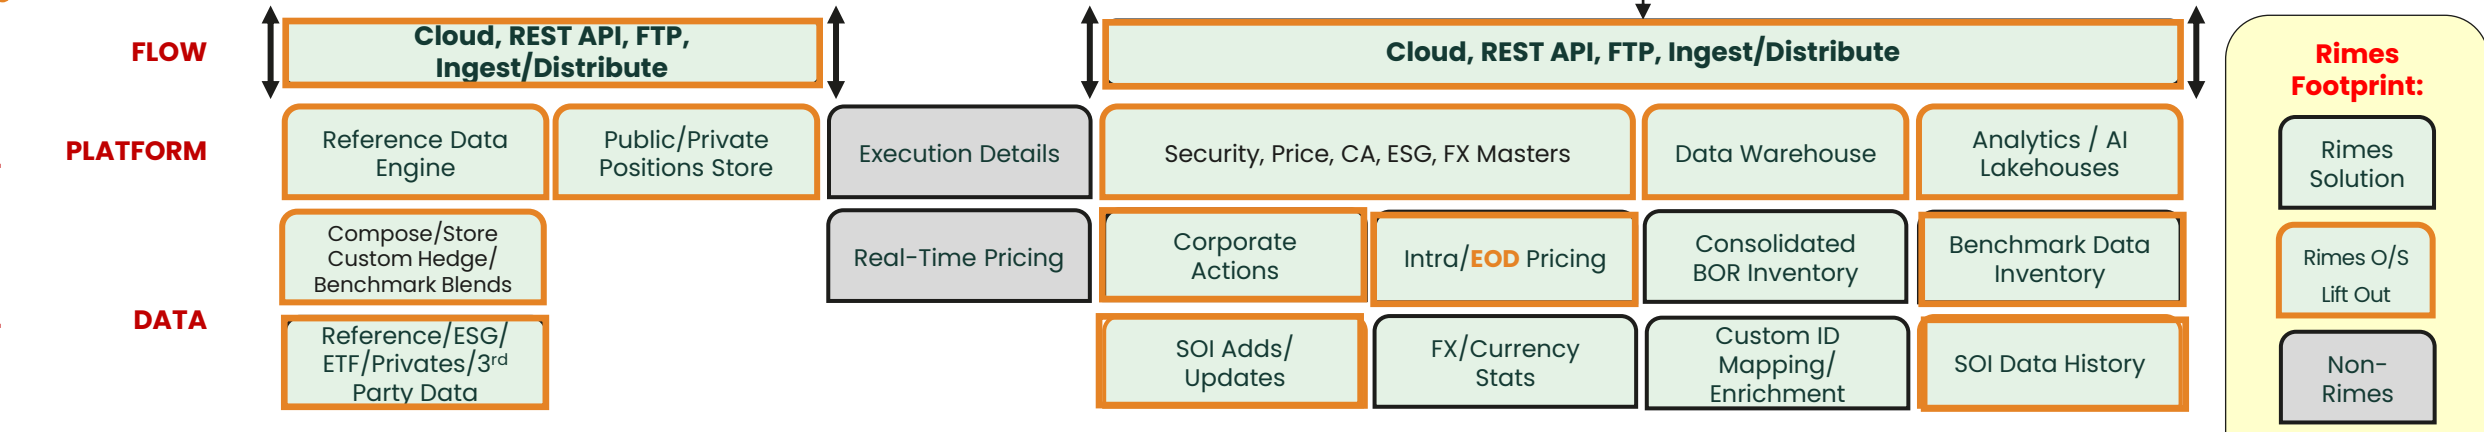 FLOW
Cloud, REST API, FTP,
Ingest/Distribute
Cloud, REST API, FTP, Ingest/Distribute
PLATFORM
Reference Data
Engine
Public/Private
Positions Store
Execution Details
Security, Price, CA, ESG, FX Masters
Data Warehouse
Analytics / AI
Lakehouses
DATA
Compose/Store
Custom Hedge/
Benchmark Blends
Real-Time Pricing
Corporate
Actions
Intra/EOD Pricing
Consolidated
BOR Inventory
Benchmark Data
Inventory
Reference/ESG/
ETF/Privates/3rd
Party Data
SOI Adds/
Updates
FX/Currency
Stats
Custom ID
Mapping/
Enrichment
SOI Data History
Rimes
Footprint:
Rimes
Solution
Rimes O/S
Lift Out
Non-
Rimes